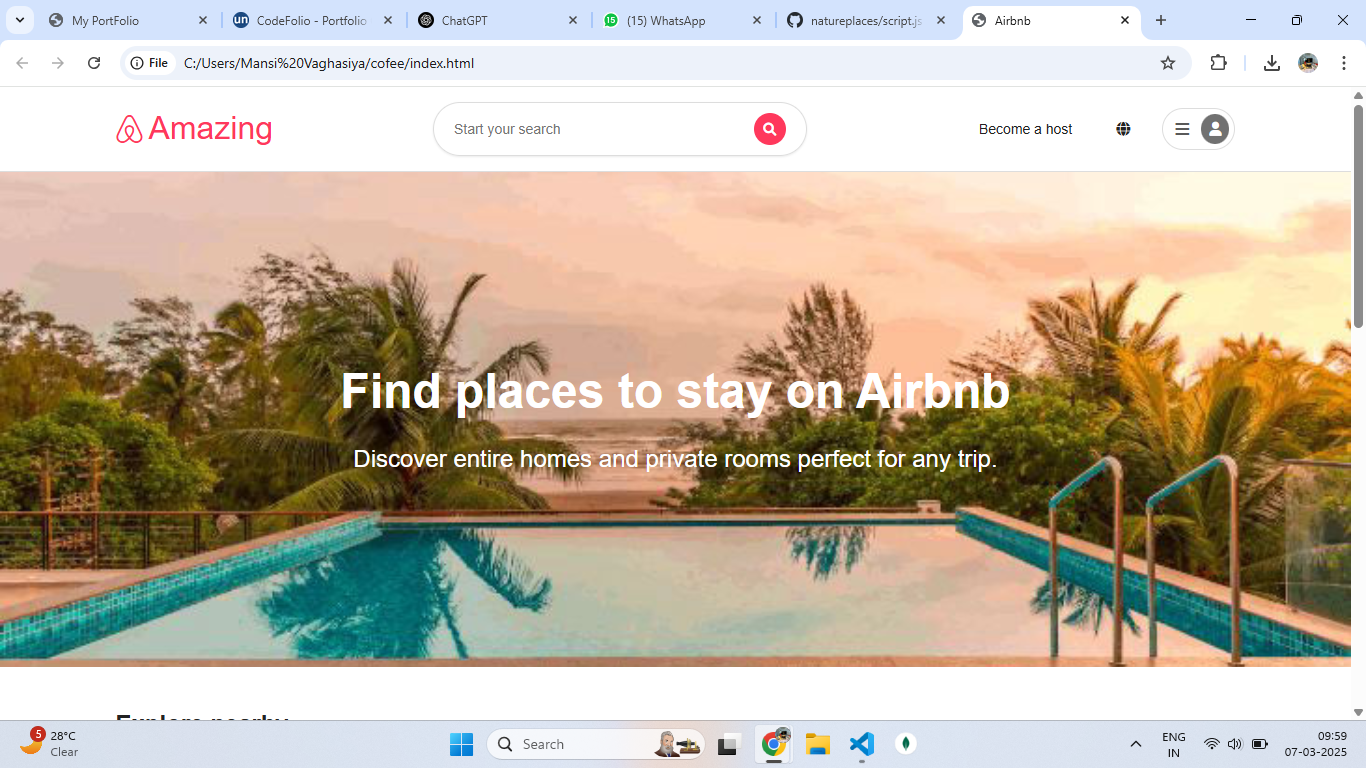 My PortFolio
CodeFolio - Portfolio
ChatGPT
(15) WhatsApp
natureplaces/script.js
Airbnb
File
C:/Users/Mansi%20Vaghasiya/cofee/index.html
Amazing
Start your search
Become a host
Find places to stay on Airbnb
Discover entire homes and private rooms perfect for any trip.
Explore nearby
5
28°C
Clear
Search
ENG
IN
09:59
07-03-2025